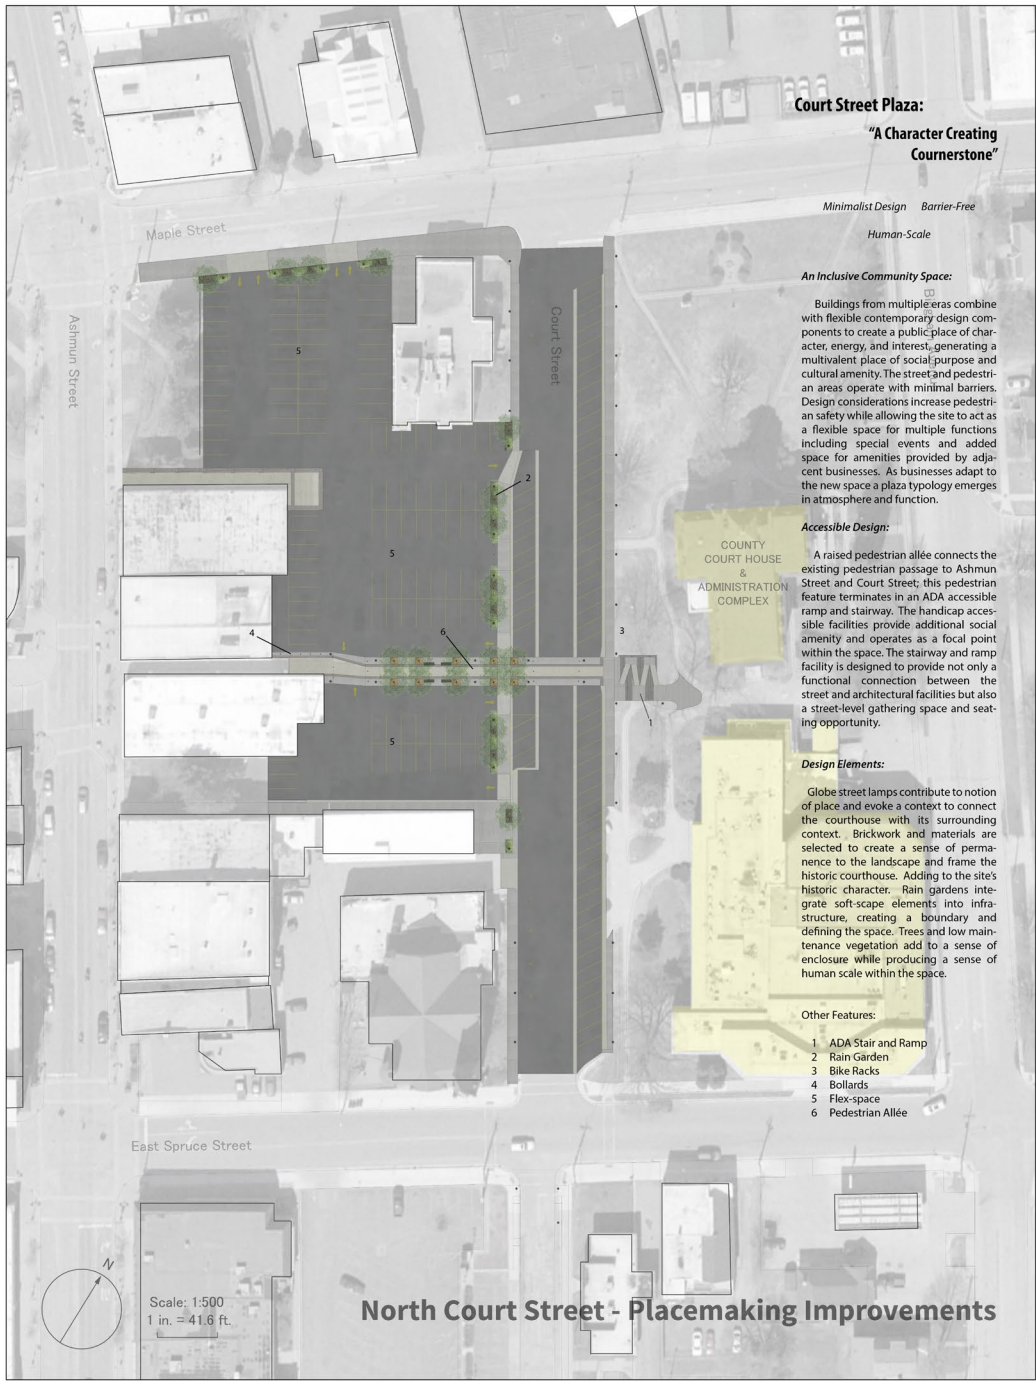 Court Street Plaza:
“A Character Creating
Cournerstone”
Minimalist Design Barrier-Free
Human-Scale
An Inclusive Community Space:
Buildings from multiple eras combine
with flexible contemporary design com-
ponents to create a public place of char-
acter, energy, and interest, generating a
multivalent place of social purpose and
cultural amenity. The street and pedestri-
an areas operate with minimal barriers.
Design considerations increase pedestri-
an safety while allowing the site to act as
a flexible space for multiple functions
including special events and added
space for amenities provided by adja-
cent businesses. As businesses adapt to
the new space a plaza typology emerges
in atmosphere and function.
Accessible Design:
A raised pedestrian allée connects the
existing pedestrian passage to Ashmun
Street and Court Street; this pedestrian
feature terminates in an ADA accessible
ramp and stairway. The handicap acces-
sible facilities provide additional social
amenity and operates as a focal point
within the space. The stairway and ramp
facility is designed to provide not only a
functional connection between the
street and architectural facilities but also
a street-level gathering space and seat-
ing opportunity.
Design Elements:
Globe street lamps contribute to notion
of place and evoke a context to connect
the courthouse with its surrounding
context. Brickwork and materials are
selected to create a sense of perma-
nence to the landscape and frame the
historic courthouse. Adding to the site’s
historic character. Rain gardens inte-
grate soft-scape elements into infra-
structure, creating a boundary and
defining the space. Trees and low main-
tenance vegetation add to a sense of
enclosure while producing a sense of
human scale within the space.
Other Features:
1 ADA Stair and Ramp
2 Rain Garden
3 Bike Racks
4 Bollards
5 Flex-space
6 Pedestrian Allée
Maple Street
Ashmun Street
Court Street
5
2
5
COUNTY
COURT HOUSE
&
ADMINISTRATION
COMPLEX
4
6
3
1
5
East Spruce Street
N
Scale: 1:500
1 in. = 41.6 ft.
North Court Street - Placemaking Improvements